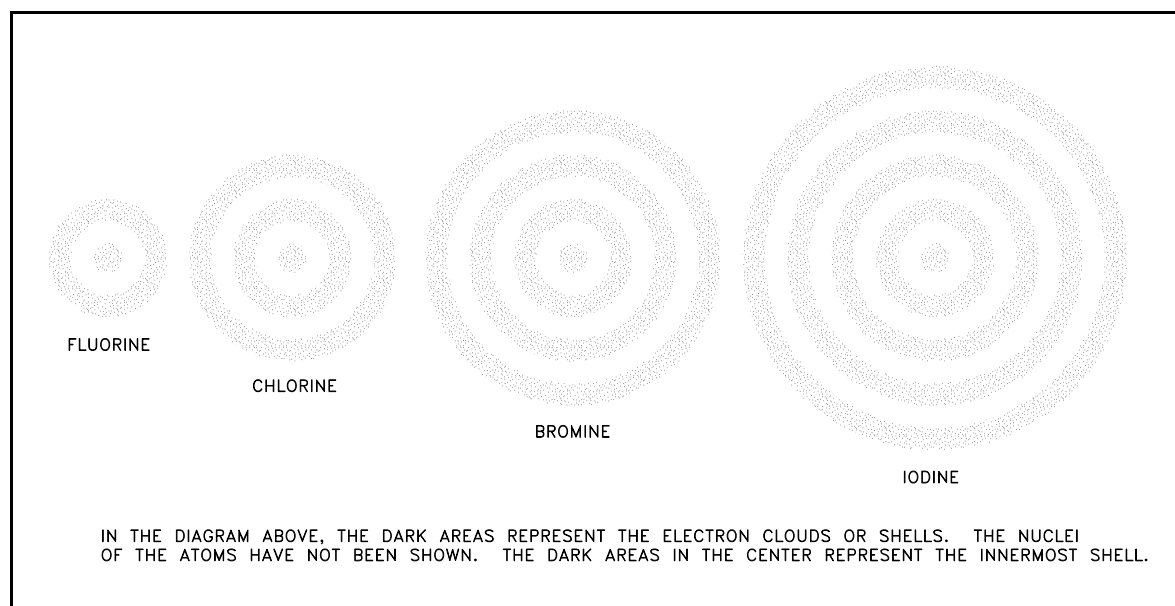 FLUORINE
CHLORINE
BROMINE
IODINE
IN THE DIAGRAM ABOVE, THE DARK AREAS REPRESENT THE ELECTRON CLOUDS OR SHELLS. THE NUCLEI
OF THE ATOMS HAVE NOT BEEN SHOWN. THE DARK AREAS IN THE CENTER REPRESENT THE INNERMOST SHELL.